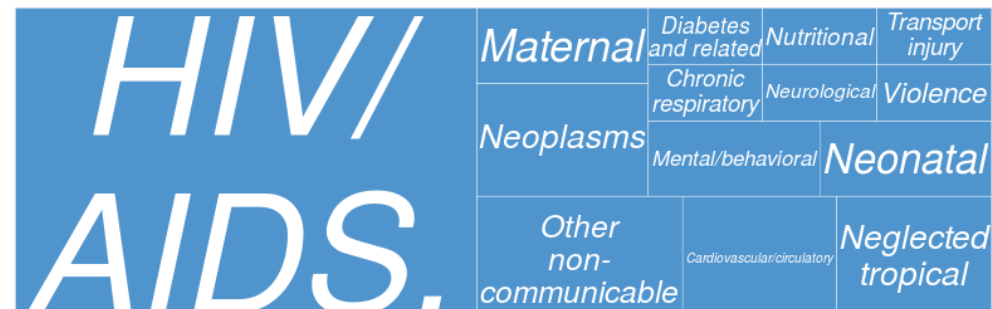 HIV/
AIDS,
Maternal
Neoplasms
Diabetes
and related
Nutritional
Transport
injury
Chronic
respiratory
Neurological
Violence
Mental/behavioral
Neonatal
Other
non-
communicable
Cardiovascular/circulatory
Neglected
tropical